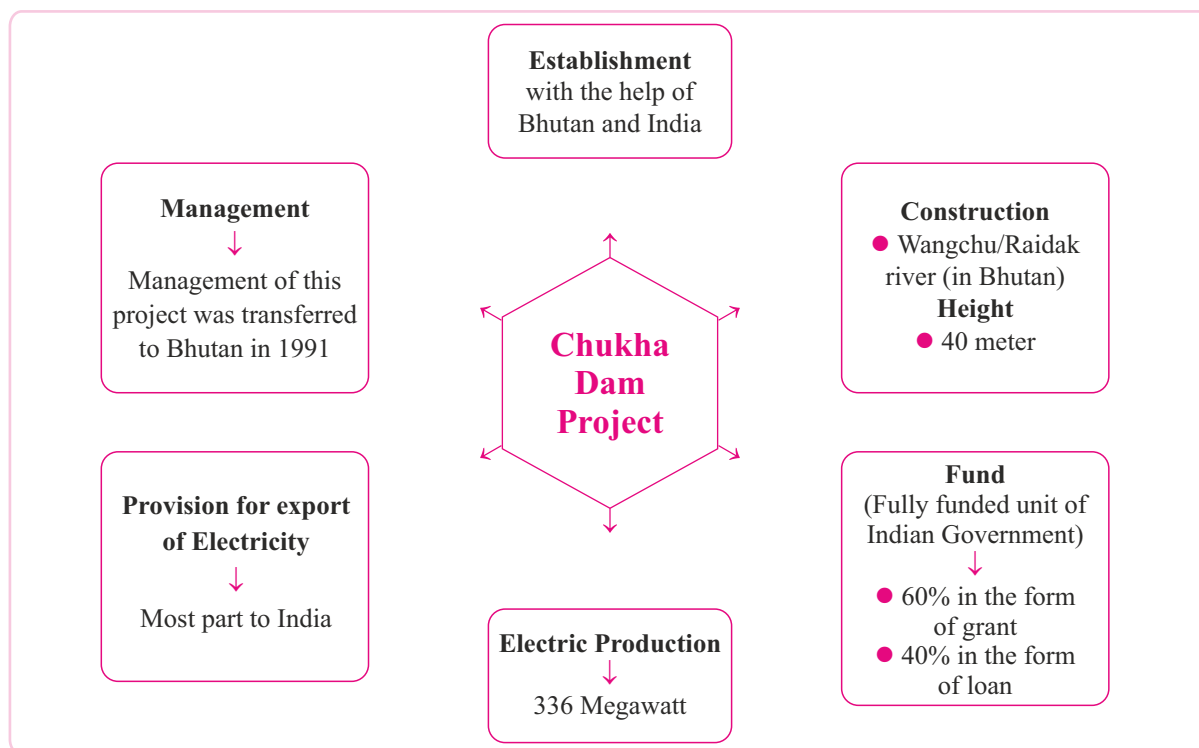 Establishment
with the help of
Bhutan and India
Management
↓
Management of this
project was transferred
to Bhutan in 1991
Construction
● Wangchu/Raidak
river (in Bhutan)
Height
● 40 meter
Chukha
Dam
Project
Provision for export
of Electricity
↓
Most part to India
Fund
(Fully funded unit of
Indian Government)
↓
● 60% in the form
of grant
● 40% in the form
of loan
Electric Production
↓
336 Megawatt